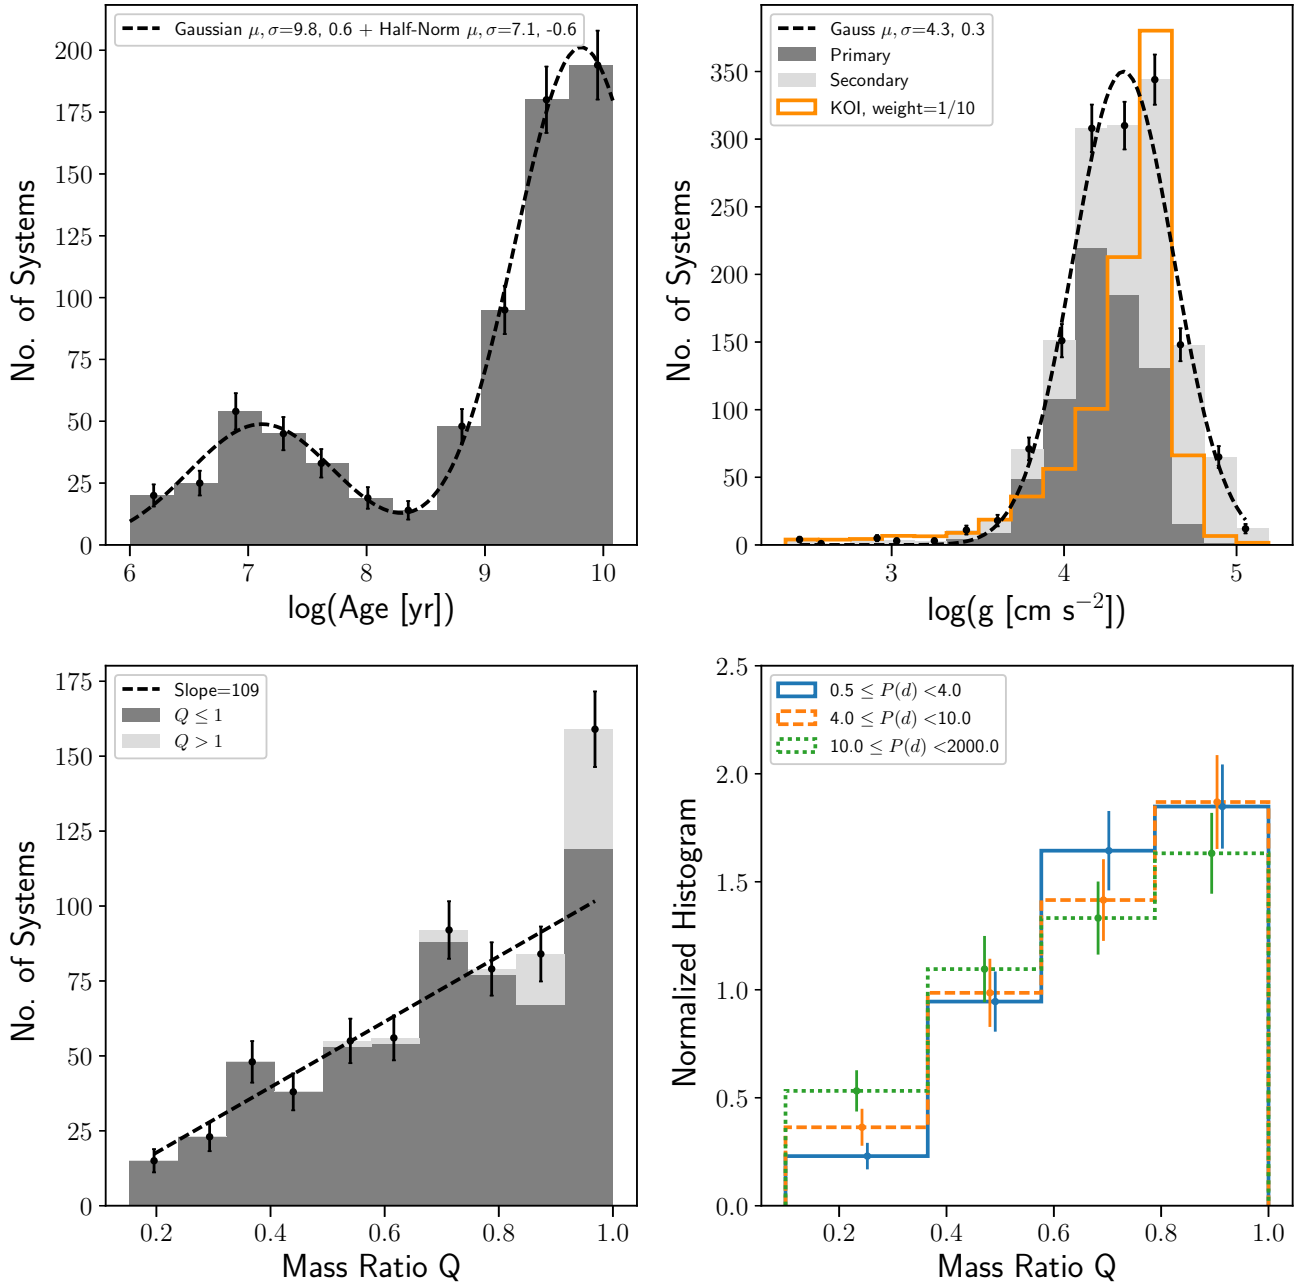 Gaussian μ, σ=9.8, 0.6 + Half-Norm μ, σ=7.1, -0.6
200
175
150
125
100
75
50
25
0
No. of Systems
6 7 8 9 10
log(Age [yr])
Gauss μ, σ=4.3, 0.3
Primary
Secondary
KOI, weight=1/10
350
300
250
200
150
100
50
0
No. of Systems
3 4 5
log(g [cm s⁻²])
Slope=109
Q ≤ 1
Q > 1
175
150
125
100
75
50
25
0
No. of Systems
0.2 0.4 0.6 0.8 1.0
Mass Ratio Q
0.5 ≤ P(d) <4.0
4.0 ≤ P(d) <10.0
10.0 ≤ P(d) <2000.0
2.5
2.0
1.5
1.0
0.5
0.0
Normalized Histogram
0.2 0.4 0.6 0.8 1.0
Mass Ratio Q